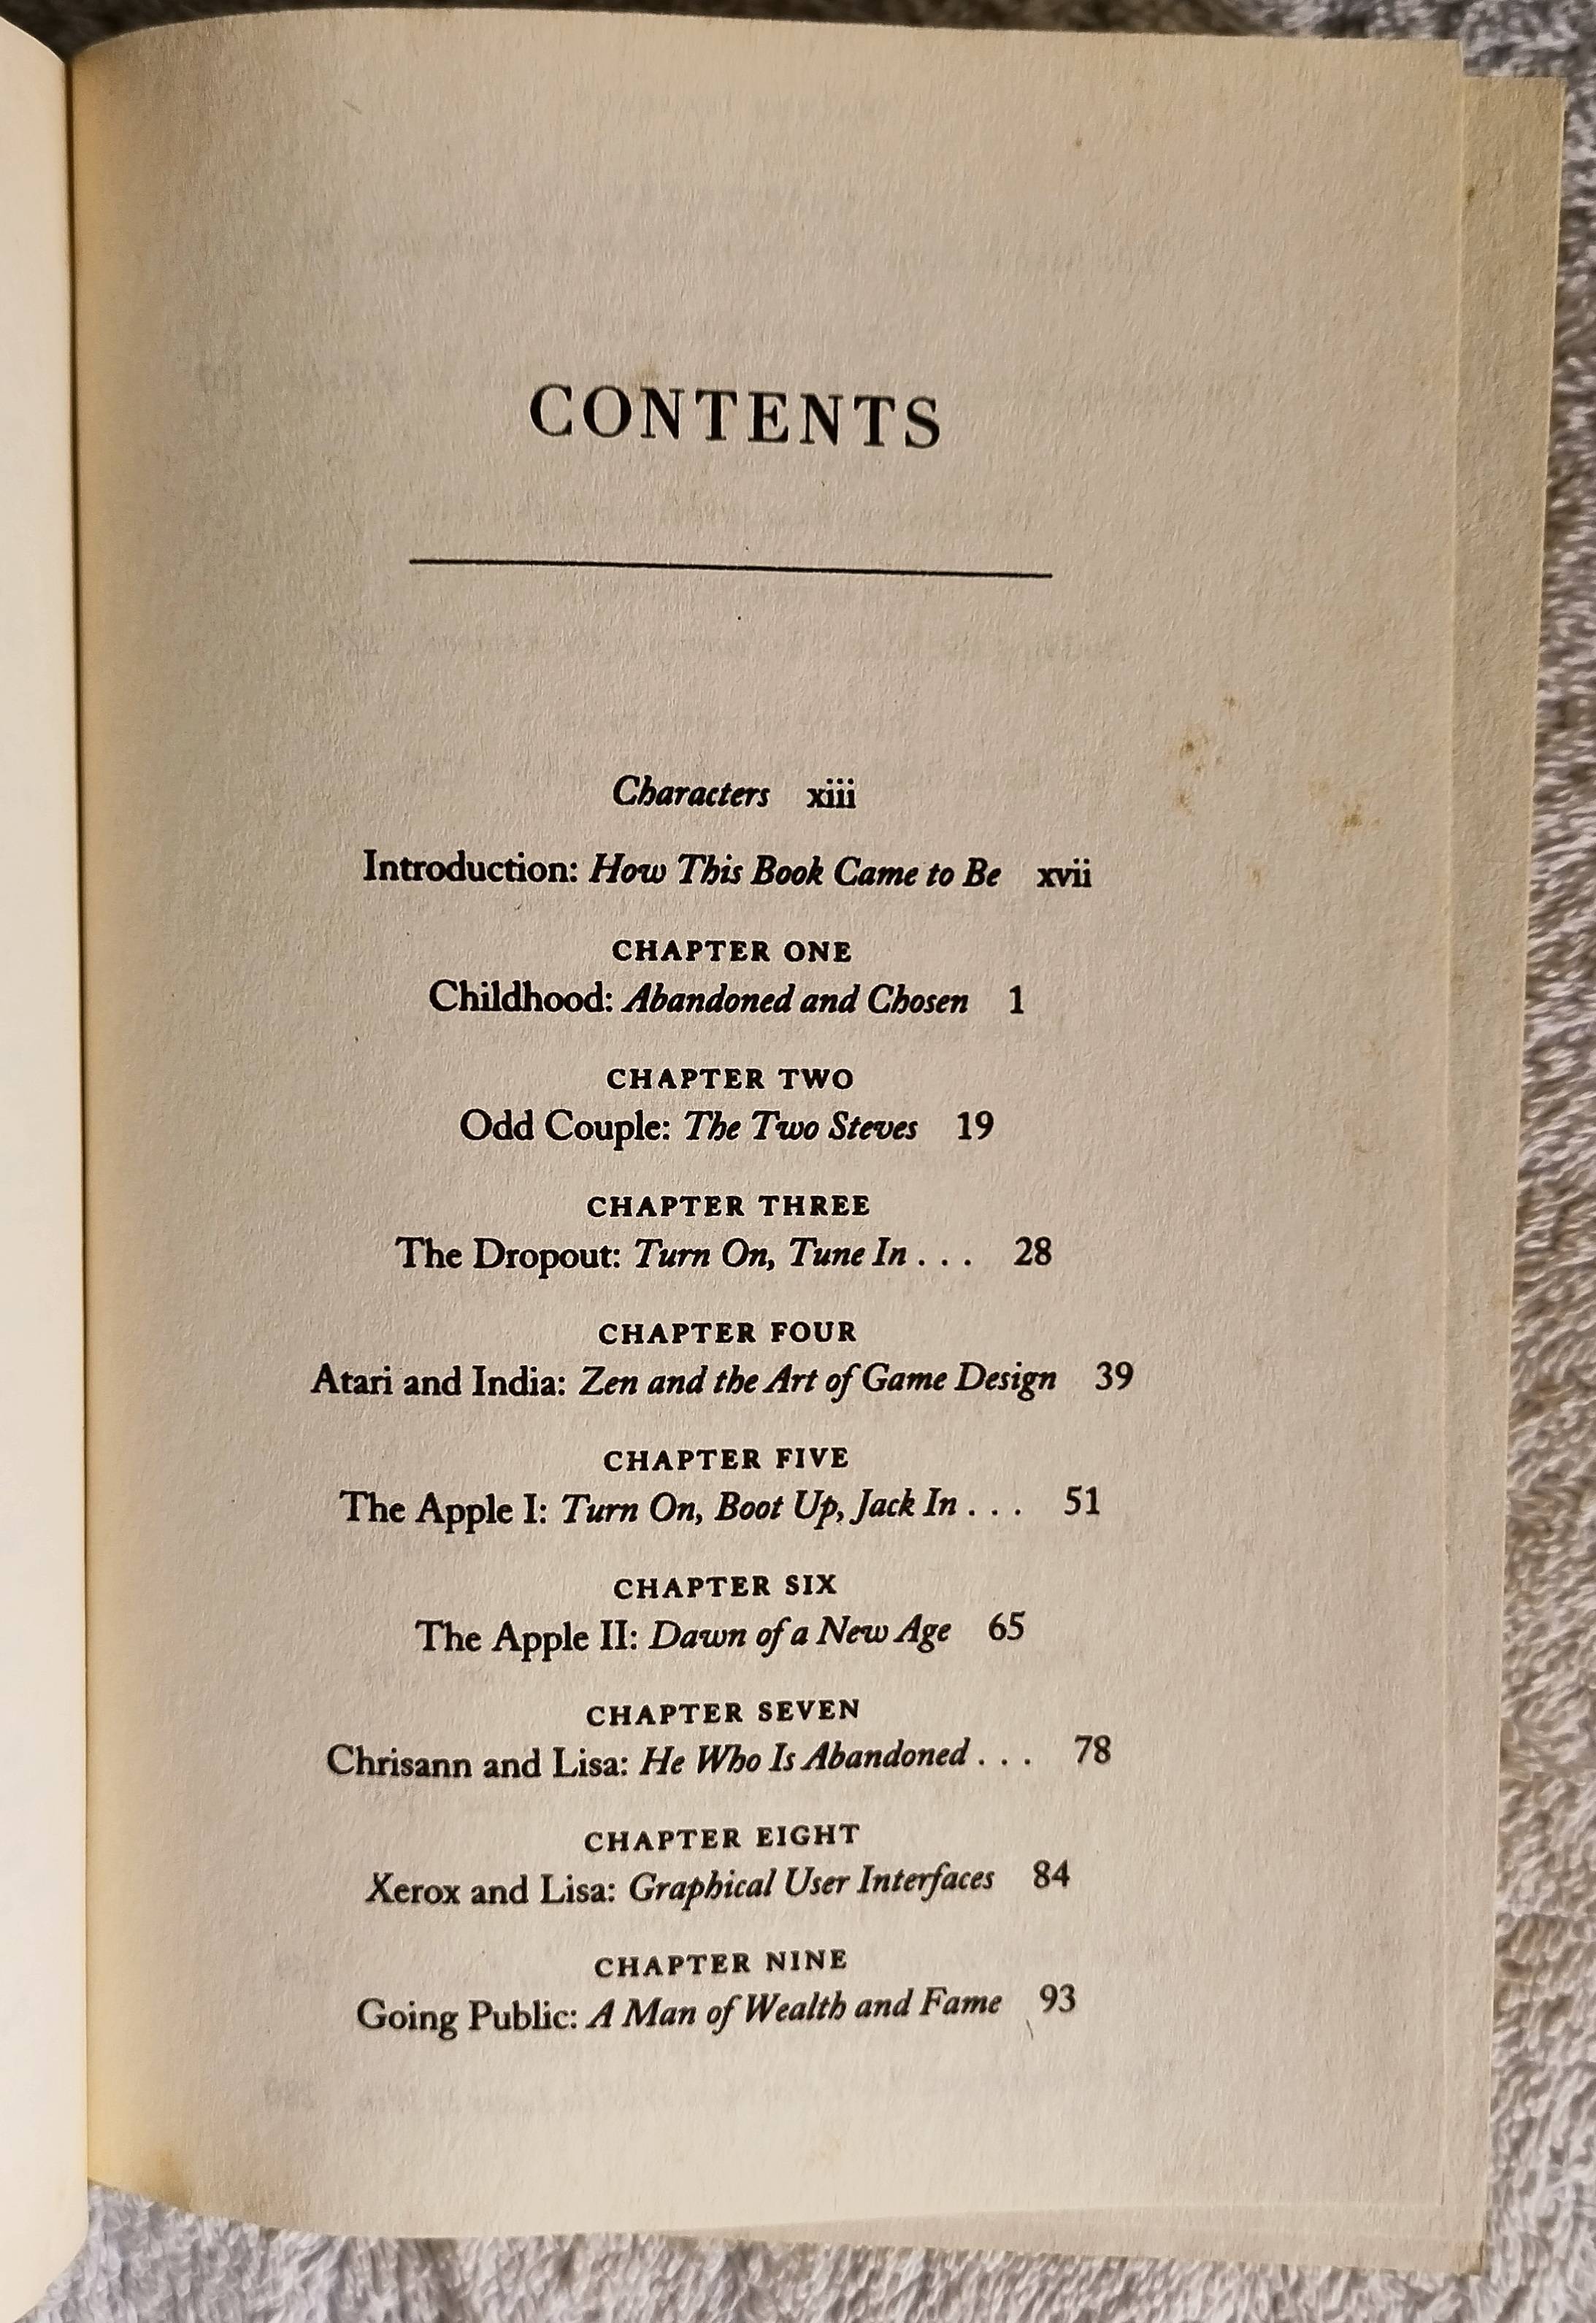 CONTENTS
Characters xiii
Introduction: How This Book Came to Be xvii
CHAPTER ONE
Childhood: Abandoned and Chosen 1
CHAPTER TWO
Odd Couple: The Two Steves 19
CHAPTER THREE
The Dropout: Turn On, Tune In . . . 28
CHAPTER FOUR
Atari and India: Zen and the Art of Game Design 39
CHAPTER FIVE
The Apple I: Turn On, Boot Up, Jack In . . . 51
CHAPTER SIX
The Apple II: Dawn of a New Age 65
CHAPTER SEVEN
Chrisann and Lisa: He Who Is Abandoned . . . 78
CHAPTER EIGHT
Xerox and Lisa: Graphical User Interfaces 84
CHAPTER NINE
Going Public: A Man of Wealth and Fame 93